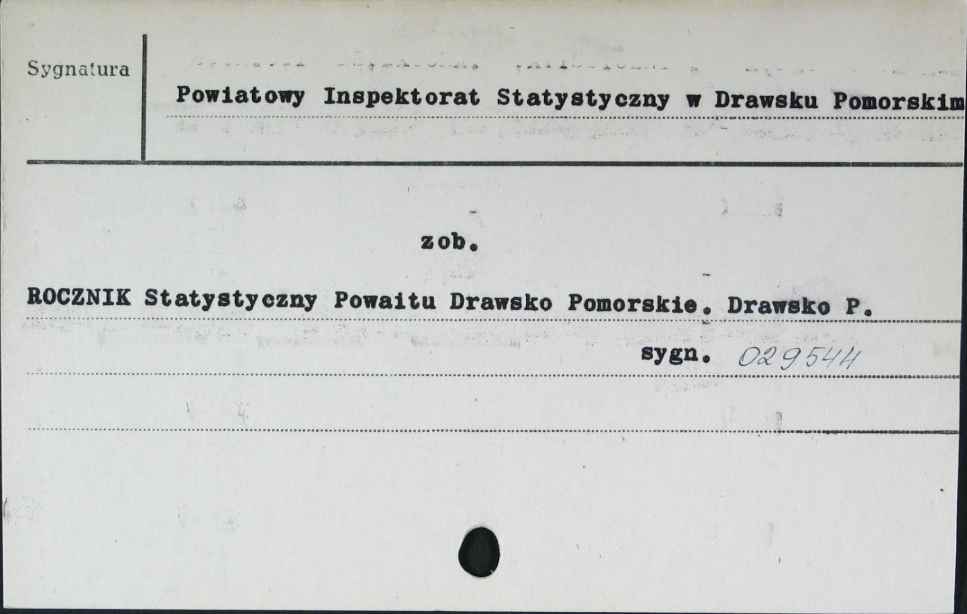 Sygnatura
Powiatowy Inspektorat Statystyczny w Drawsku Pomorskim
zob.
ROCZNIK Statystyczny Powaitu Drawsko Pomorskie. Drawsko P.
sygn. 029544